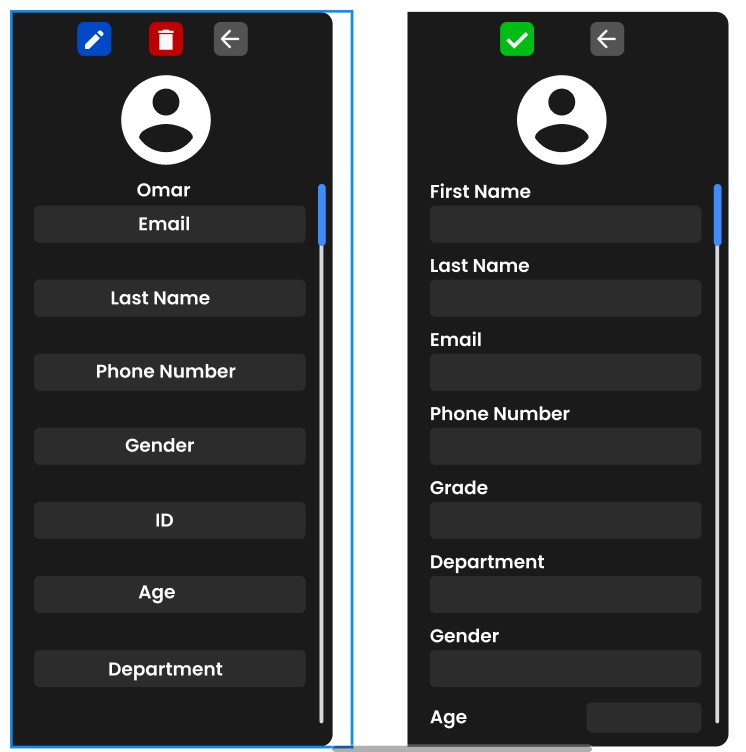 Omar
Email
Last Name
Phone Number
Gender
ID
Age
Department
First Name
Last Name
Email
Phone Number
Grade
Department
Gender
Age